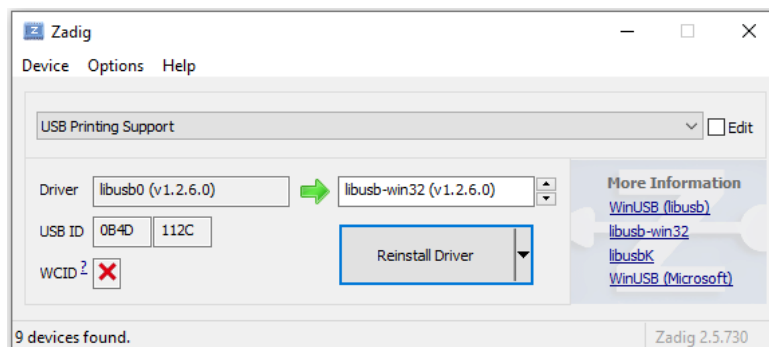 Zadig
Device Options Help
USB Printing Support
Edit
Driver libusb0 (v1.2.6.0) libusb-win32 (v1.2.6.0)
USB ID 0B4D 112C
WCID ?
Reinstall Driver
More Information
WinUSB (libusb)
libusb-win32
libusbK
WinUSB (Microsoft)
9 devices found.
Zadig 2.5.730